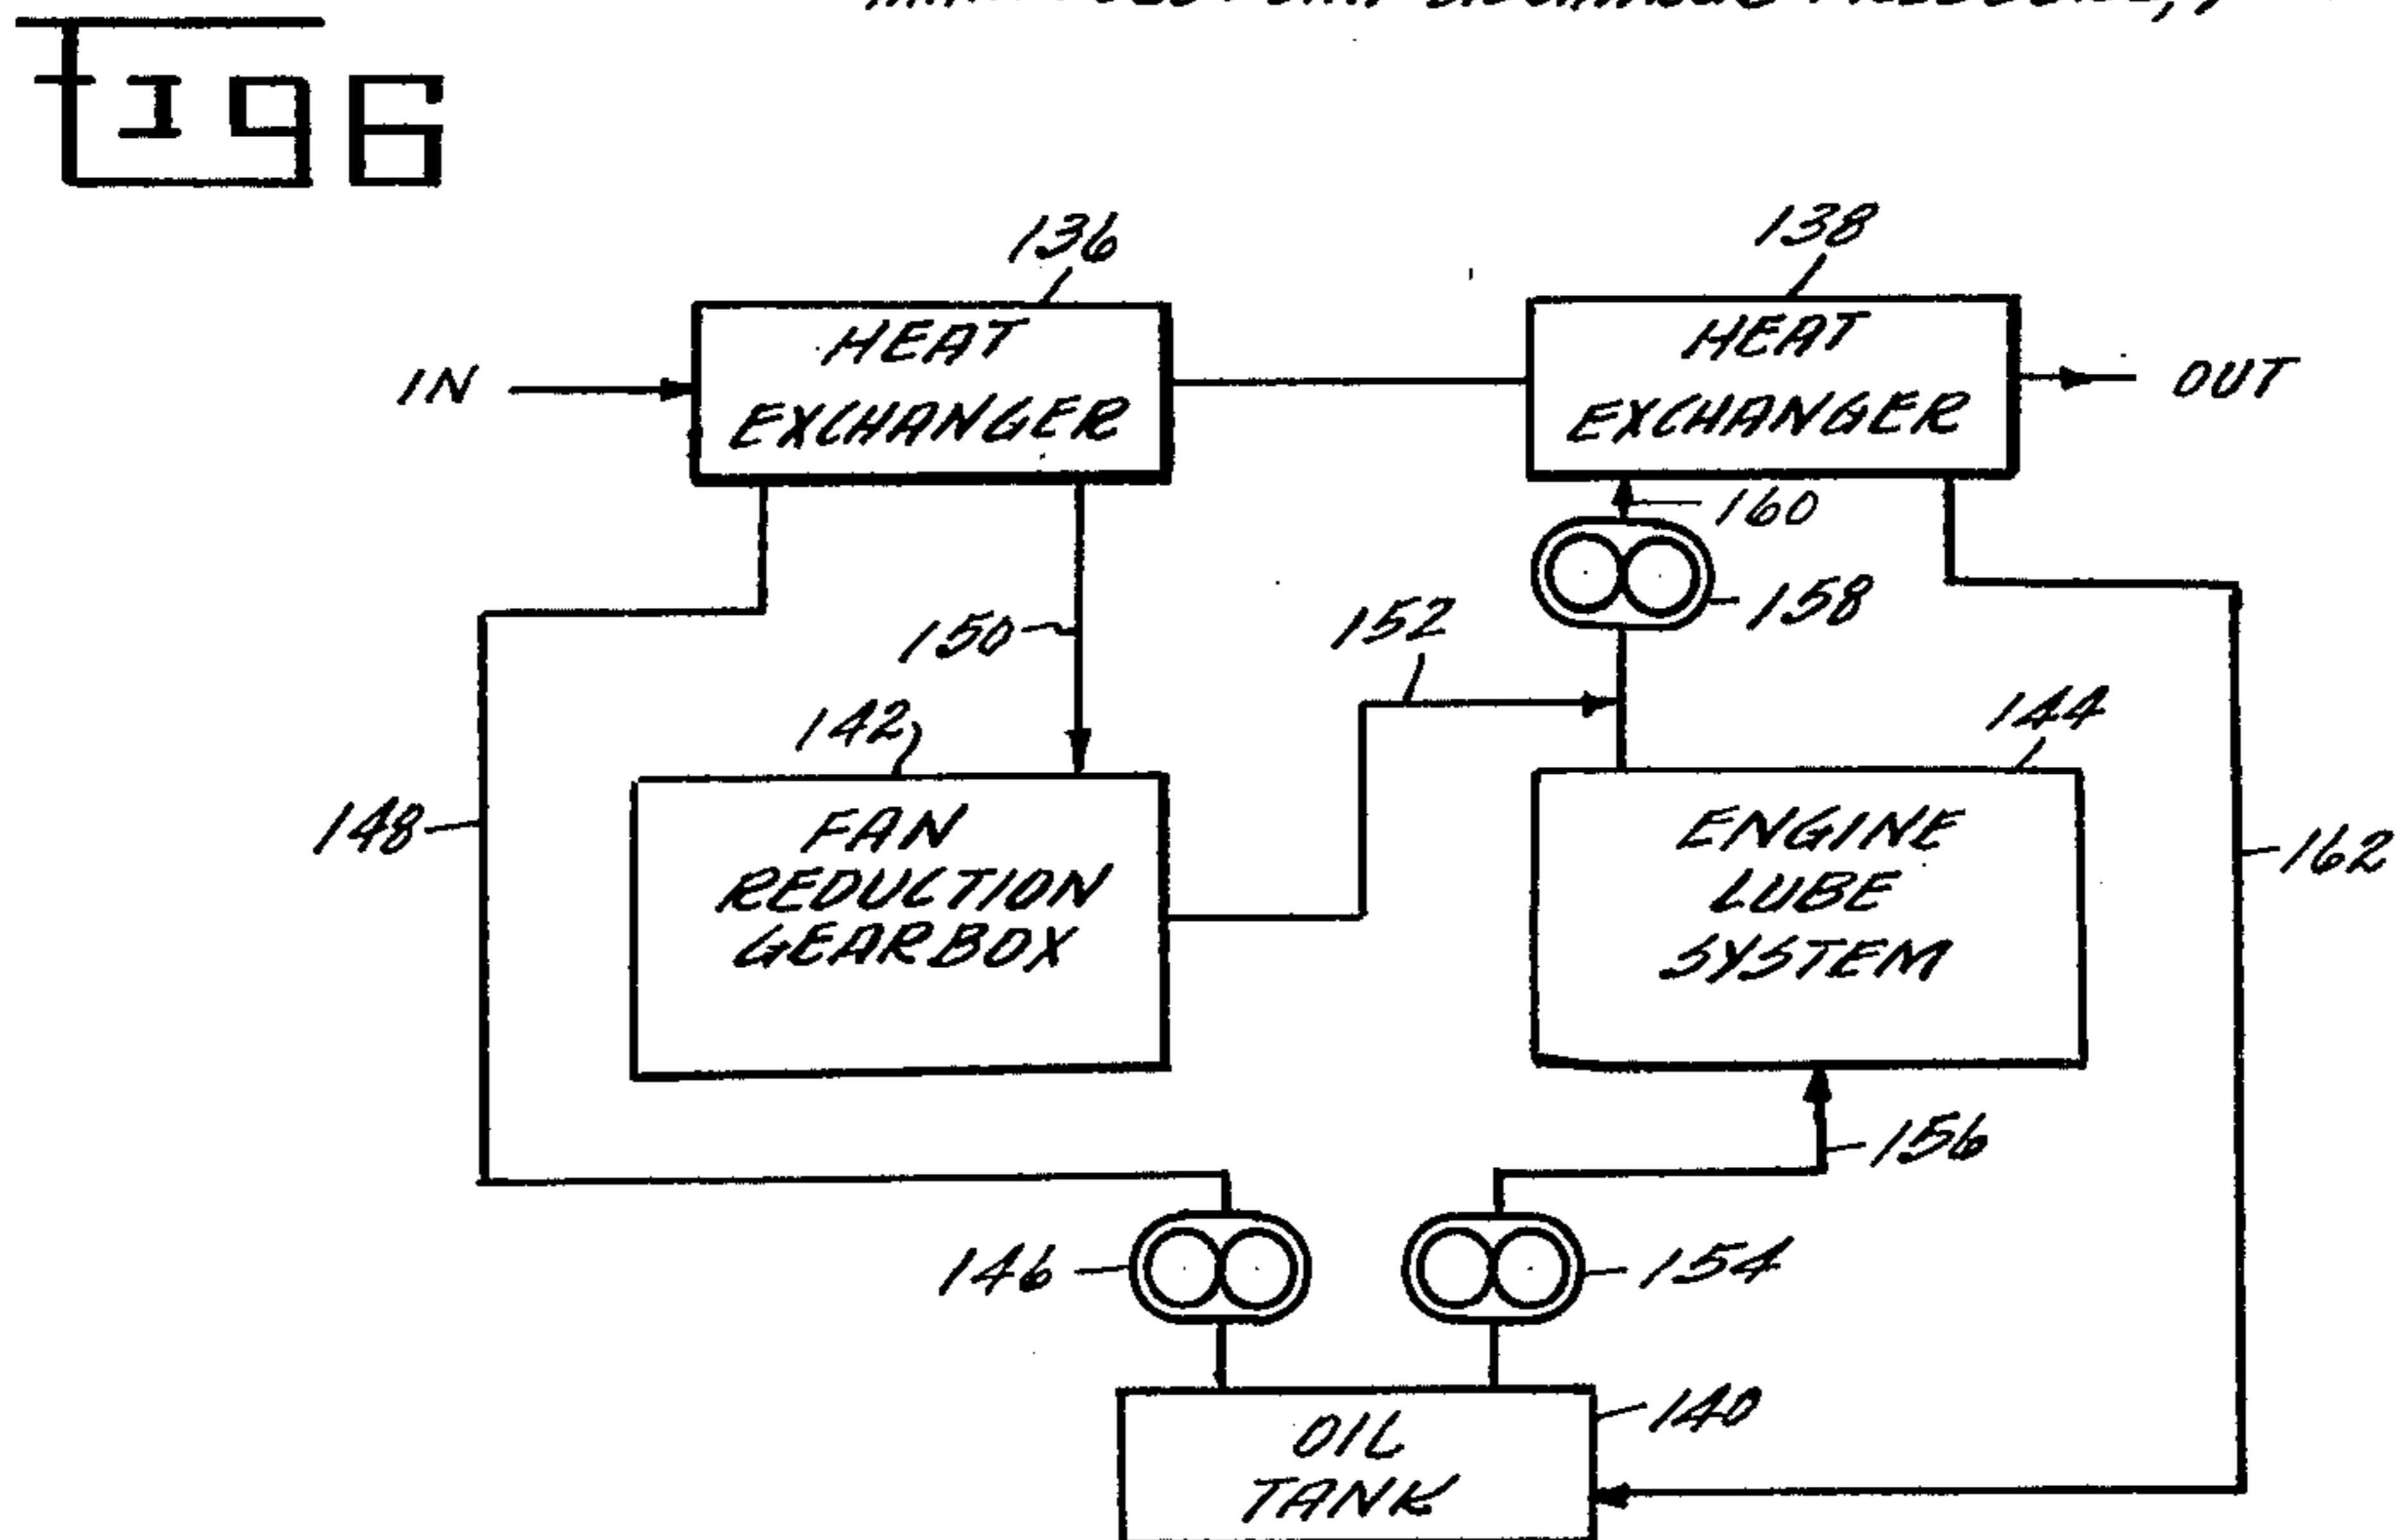 Fig 6
136
138
HEAT
EXCHANGER
HEAT
EXCHANGER
IN
OUT
160
158
150
152
142
144
148
FAN
REDUCTION
GEARBOX
ENGINE
LUBE
SYSTEM
162
156
146
154
140
OIL
TANK